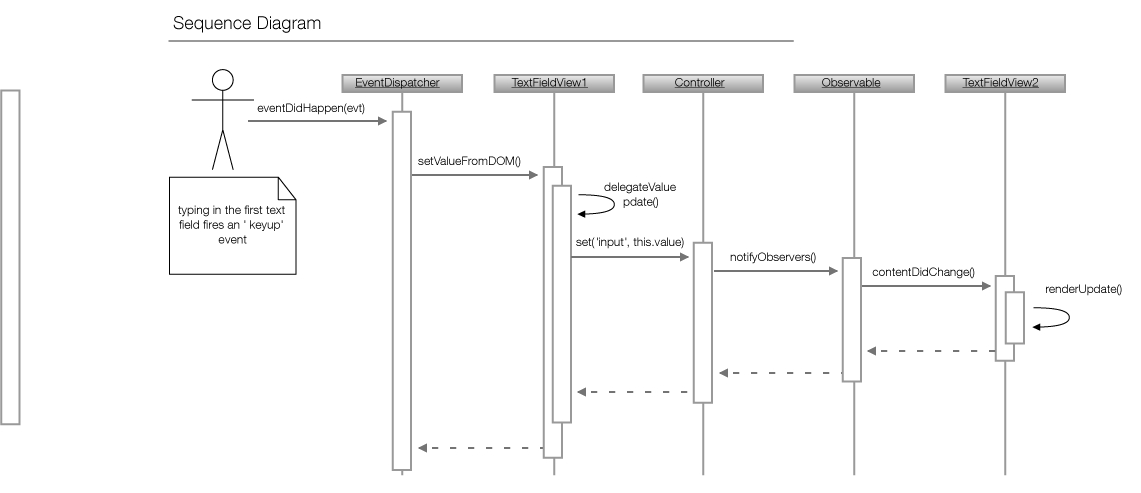 Sequence Diagram
EventDispatcher
TextFieldView1
Controller
Observable
TextFieldView2
eventDidHappen(evt)
setValueFromDOM()
delegateValue
pdate()
typing in the first text
field fires an ' keyup'
event
set( 'input', this.value)
notifyObservers()
contentDidChange()
renderUpdate()